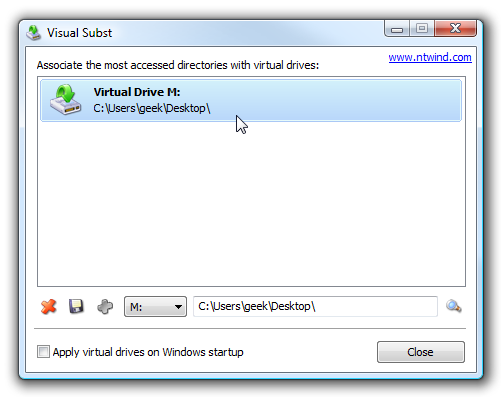 Visual Subst
www.ntwind.com
Associate the most accessed directories with virtual drives:
Virtual Drive M:
C:\Users\geek\Desktop\
M:
C:\Users\geek\Desktop\
Apply virtual drives on Windows startup
Close